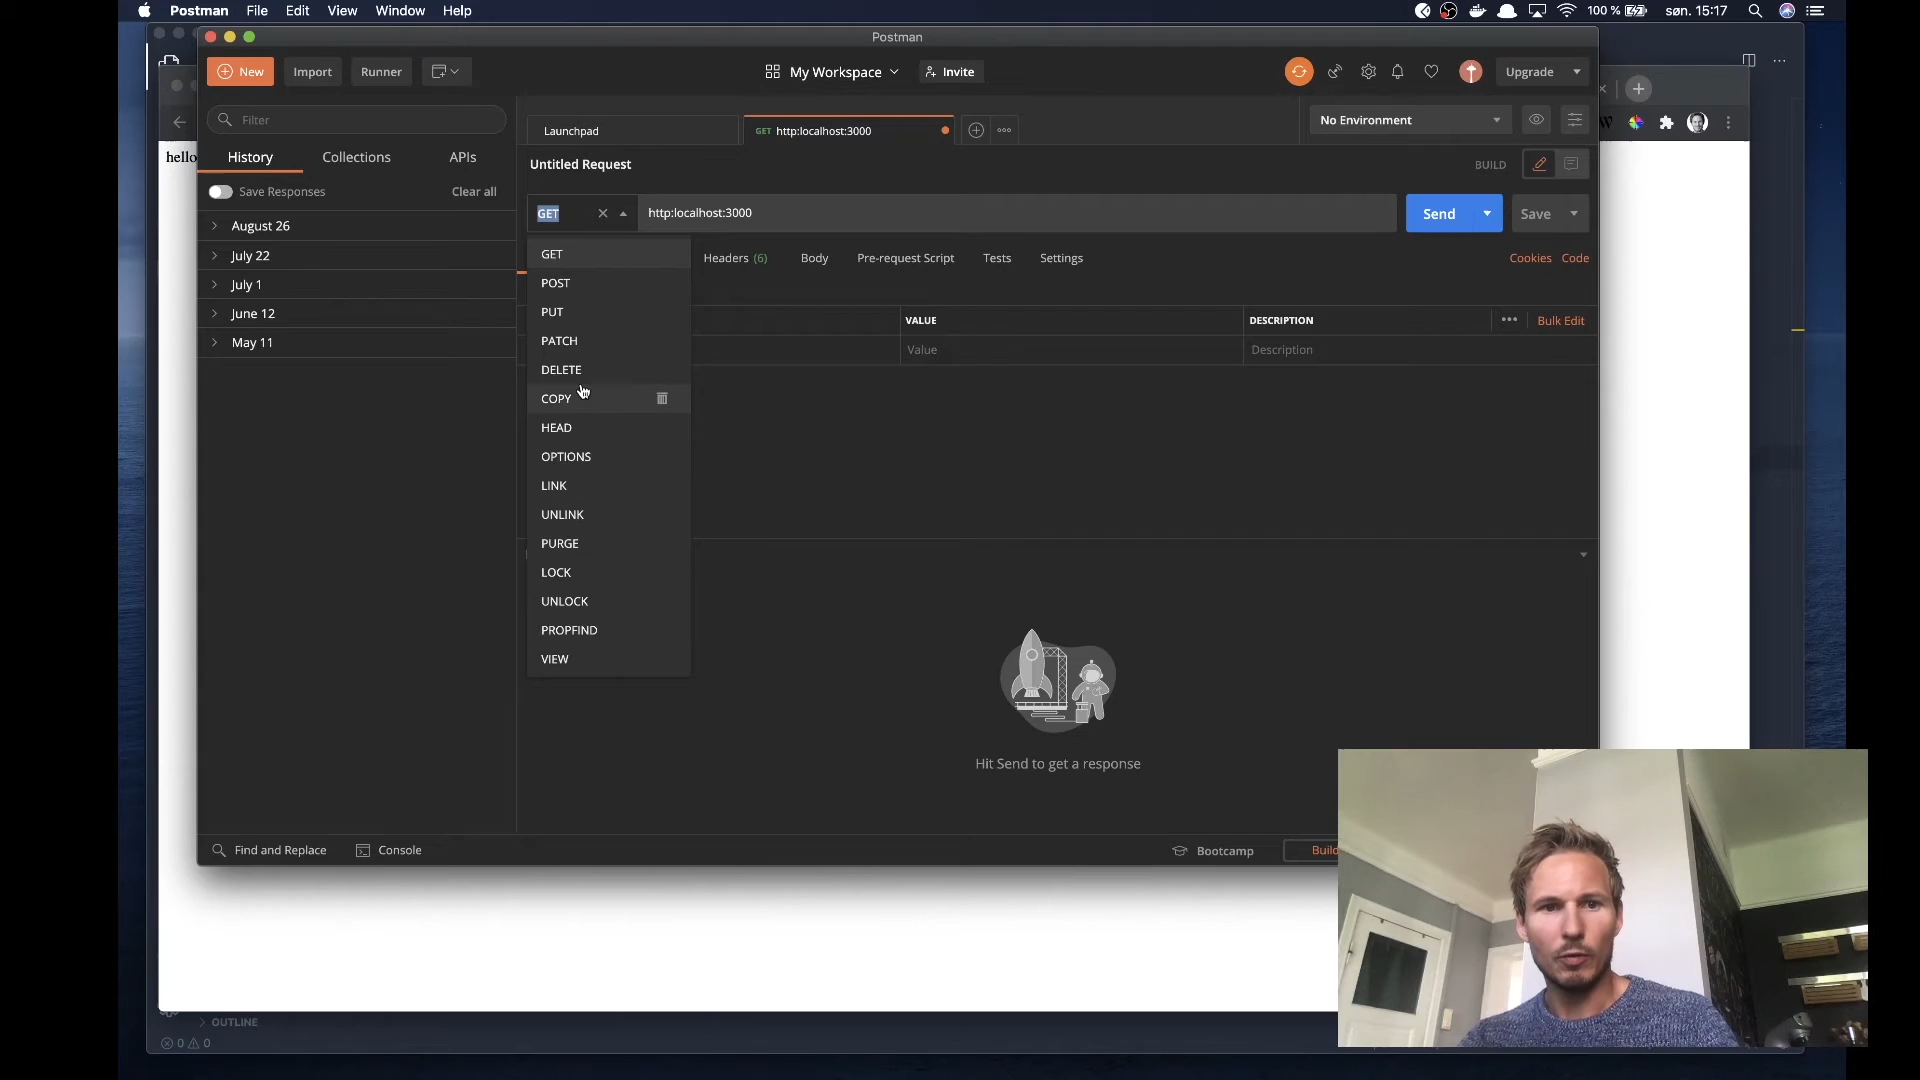 Postman File Edit View Window Help 100 % søn. 15:17
Postman
New Import Runner My Workspace Invite Upgrade
Filter
Launchpad GET http:localhost:3000 No Environment
hello
History Collections APIs
Untitled Request BUILD
Save Responses Clear all
GET http:localhost:3000 Send Save
August 26
July 22
July 1
June 12
May 11
GET
POST
PUT
PATCH
DELETE
COPY
HEAD
OPTIONS
LINK
UNLINK
PURGE
LOCK
UNLOCK
PROPFIND
VIEW
Headers (6) Body Pre-request Script Tests Settings Cookies Code
VALUE DESCRIPTION Bulk Edit
Value Description
Hit Send to get a response
Find and Replace Console Bootcamp Build
OUTLINE
0 0